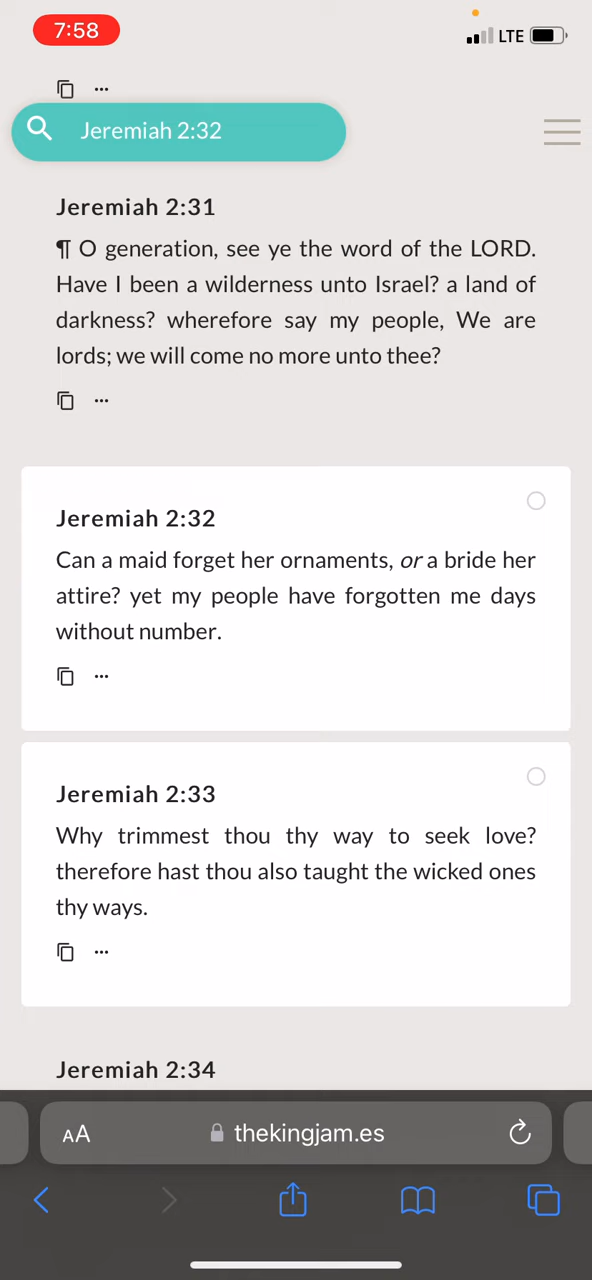 7:58
LTE
Jeremiah 2:32
Jeremiah 2:31
¶ O generation, see ye the word of the LORD.
Have I been a wilderness unto Israel? a land of
darkness? wherefore say my people, We are
lords; we will come no more unto thee?
Jeremiah 2:32
Can a maid forget her ornaments, or a bride her
attire? yet my people have forgotten me days
without number.
Jeremiah 2:33
Why trimmest thou thy way to seek love?
therefore hast thou also taught the wicked ones
thy ways.
Jeremiah 2:34
AA
thekingjam.es